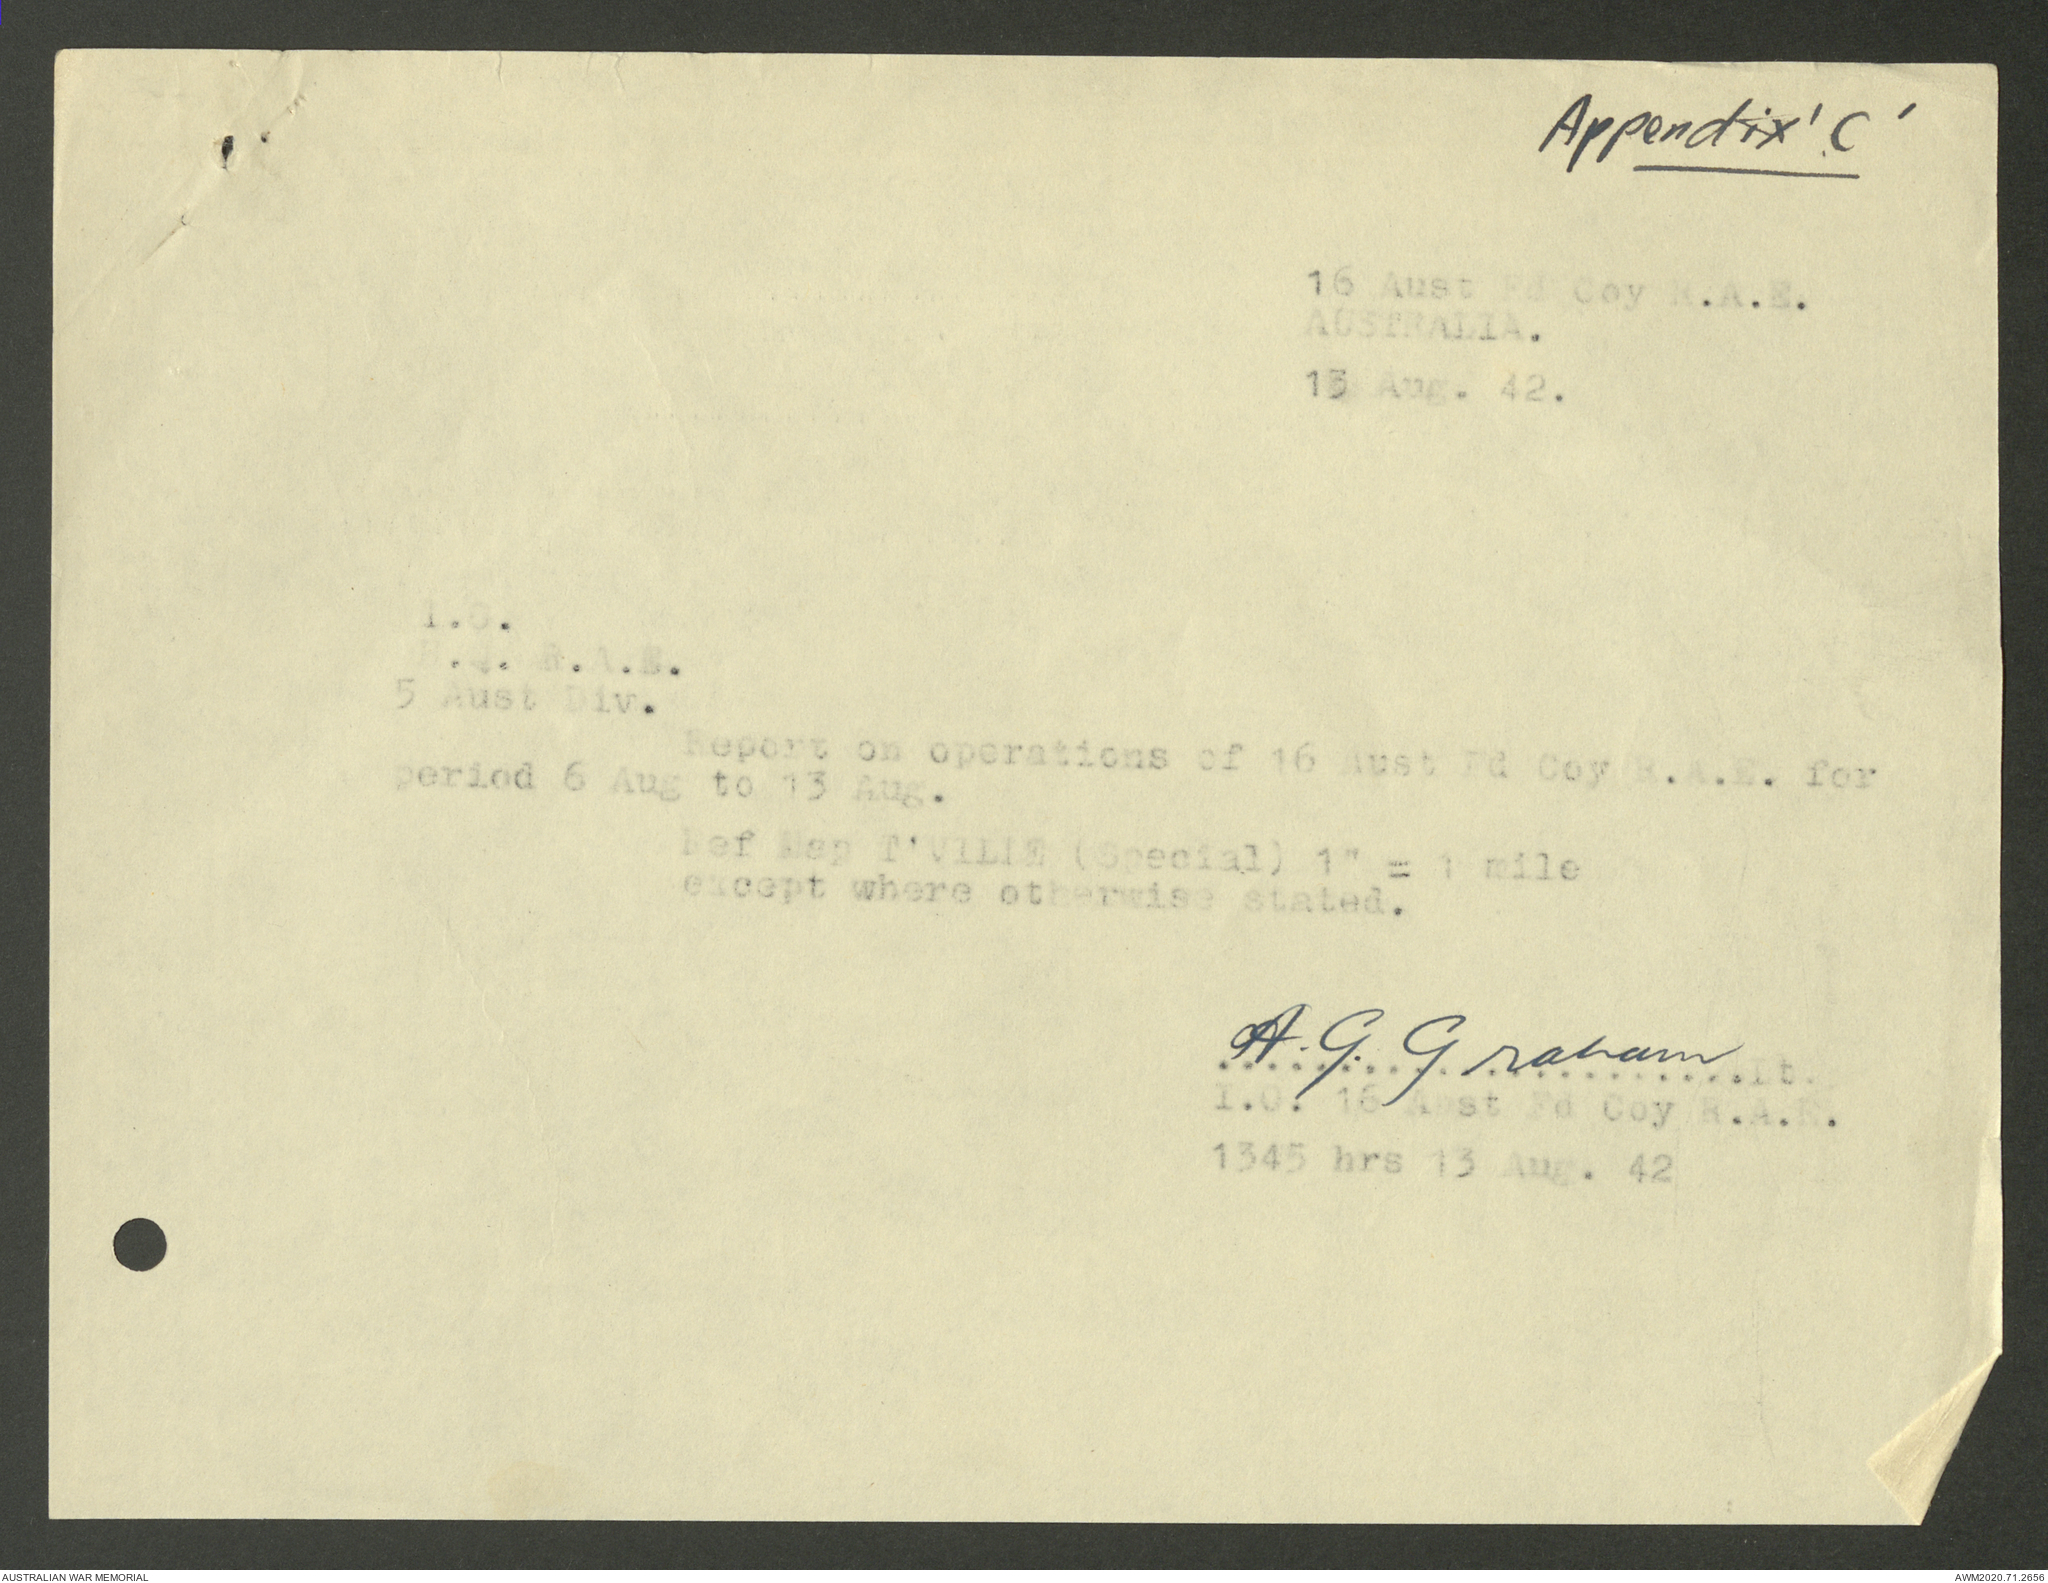 Appendix 'C'
16 Aust Fd Coy R.A.E.
AUSTRALIA.
13 Aug. 42.
I.O.
H.Q. R.A.E.
5 Aust Div.
Report on operations of 16 Aust Fd Coy R.A.E. for
period 6 Aug to 13 Aug.
Ref Map T'VILLE (Special) 1" = 1 mile
except where otherwise stated.
A. G. Graham
........................Lt.
I.O. 16 Aust Fd Coy R.A.E.
1345 hrs 13 Aug. 42
AUSTRALIAN WAR MEMORIAL
AWM2020.71.2656